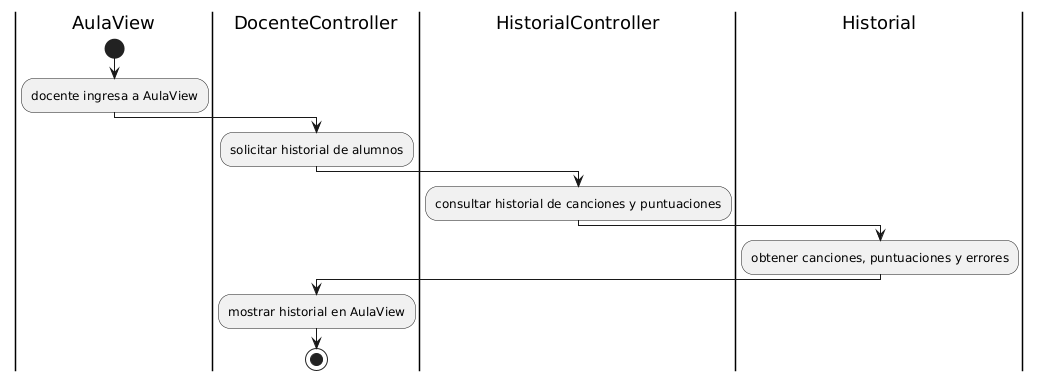 AulaView
DocenteController
HistorialController
Historial
docente ingresa a AulaView
solicitar historial de alumnos
consultar historial de canciones y puntuaciones
obtener canciones, puntuaciones y errores
mostrar historial en AulaView